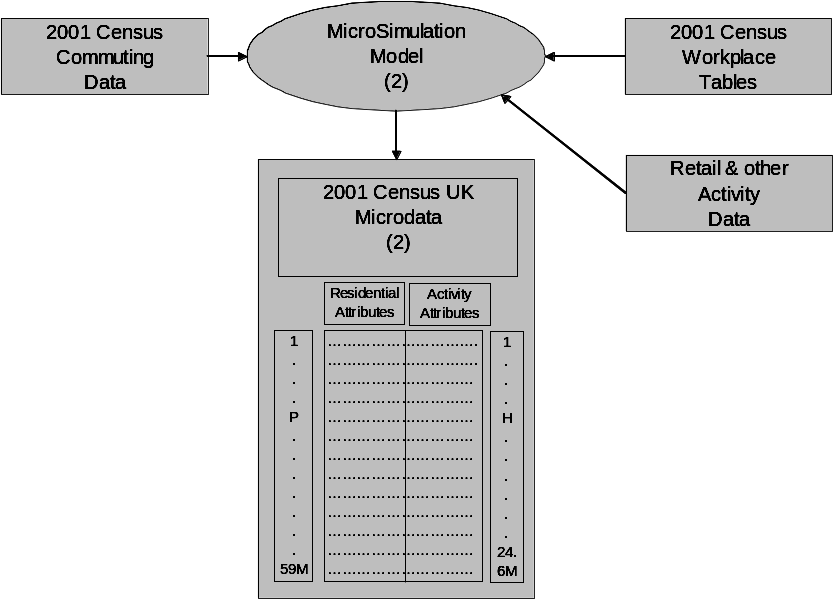 2001 Census
Commuting
Data
MicroSimulation
Model
(2)
2001 Census
Workplace
Tables
Retail & other
Activity
Data
2001 Census UK
Microdata
(2)
Residential
Attributes
Activity
Attributes
1
.
.
.
P
.
.
.
.
.
.
.
59M
................................
................................
...............................
...............................
...............................
...............................
...............................
...............................
...............................
...............................
...............................
...............................
...............................
1
.
.
.
H
.
.
.
.
.
.
24.
6M